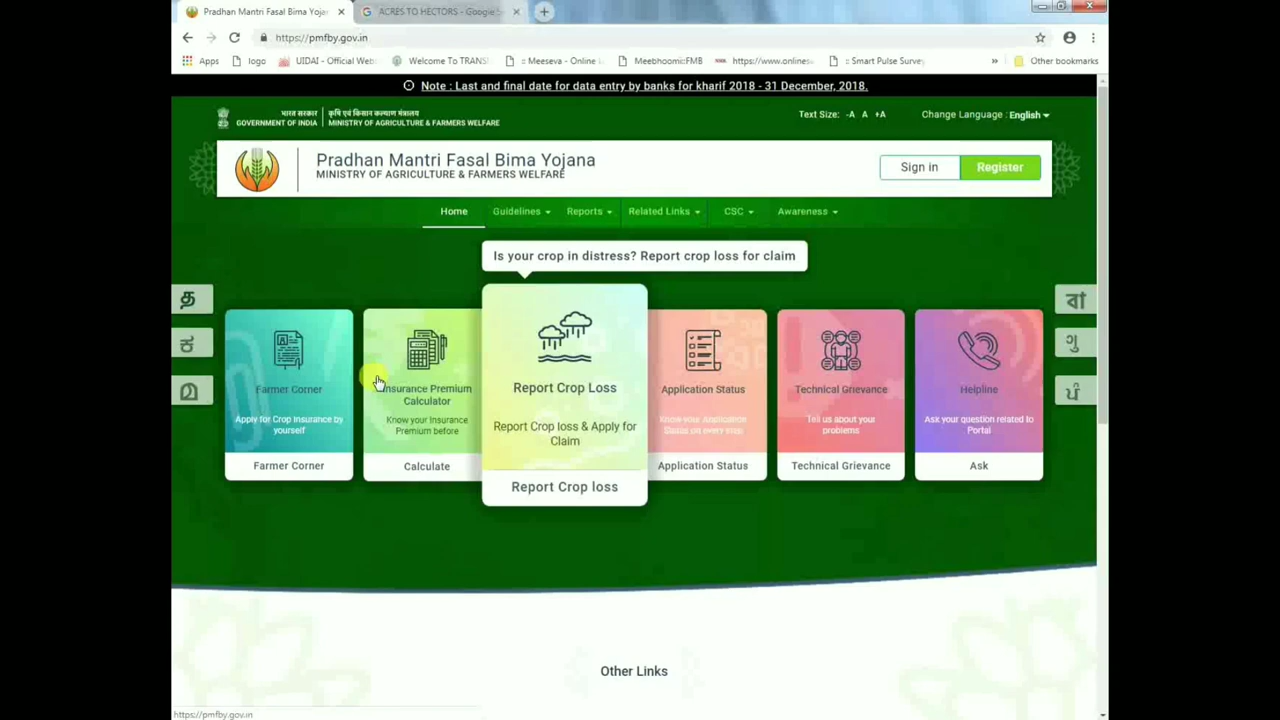 Pradhan Mantri Fasal Bima Yojan
ACRES TO HECTORS - Google S
https://pmfby.gov.in
Apps
logo
UIDAI - Official Web
Welcome To TRANS
:: Meeseva - Online
MeebhoomiFMB
https://www.onlines
:: Smart Pulse Survey
»
Other bookmarks
Note : Last and final date for data entry by banks for kharif 2018 - 31 December, 2018.
भारत सरकार
GOVERNMENT OF INDIA
कृषि एवं किसान कल्याण मंत्रालय
MINISTRY OF AGRICULTURE & FARMERS WELFARE
Text Size: -A A +A
Change Language : English
Pradhan Mantri Fasal Bima Yojana
MINISTRY OF AGRICULTURE & FARMERS WELFARE
Sign in
Register
Home
Guidelines
Reports
Related Links
CSC
Awareness
Is your crop in distress? Report crop loss for claim
த
ಕ
മ
বা
ગુ
Farmer Corner
Apply for Crop Insurance by
yourself
Farmer Corner
Insurance Premium
Calculator
Know your Insurance
Premium before
Calculate
Report Crop Loss
Report Crop loss & Apply for
Claim
Report Crop loss
Application Status
Know your Application
Status on every step
Application Status
Technical Grievance
Tell us about your
problems
Technical Grievance
Helpline
Ask your question related to
Portal
Ask
Other Links
https://pmfby.gov.in